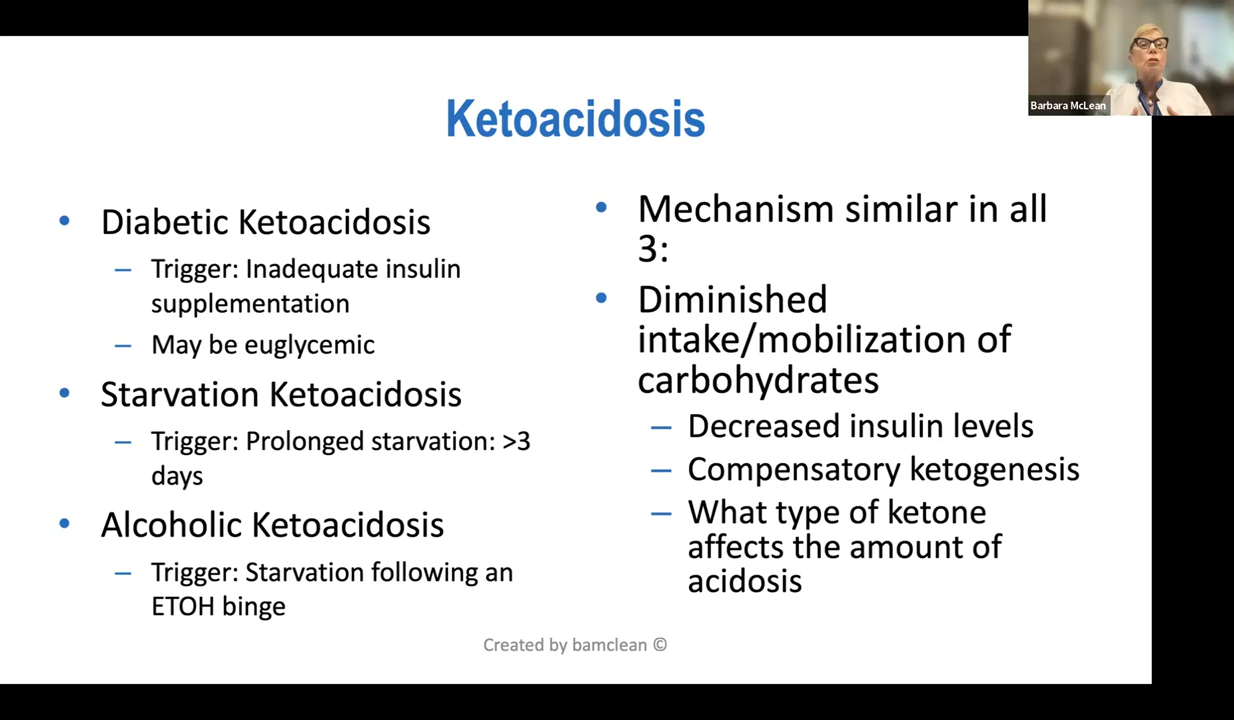 Barbara McLean
Ketoacidosis
• Diabetic Ketoacidosis
– Trigger: Inadequate insulin
supplementation
– May be euglycemic
• Starvation Ketoacidosis
– Trigger: Prolonged starvation: >3
days
• Alcoholic Ketoacidosis
– Trigger: Starvation following an
ETOH binge
• Mechanism similar in all
3:
• Diminished
intake/mobilization of
carbohydrates
– Decreased insulin levels
– Compensatory ketogenesis
– What type of ketone
affects the amount of
acidosis
Created by bamclean ©